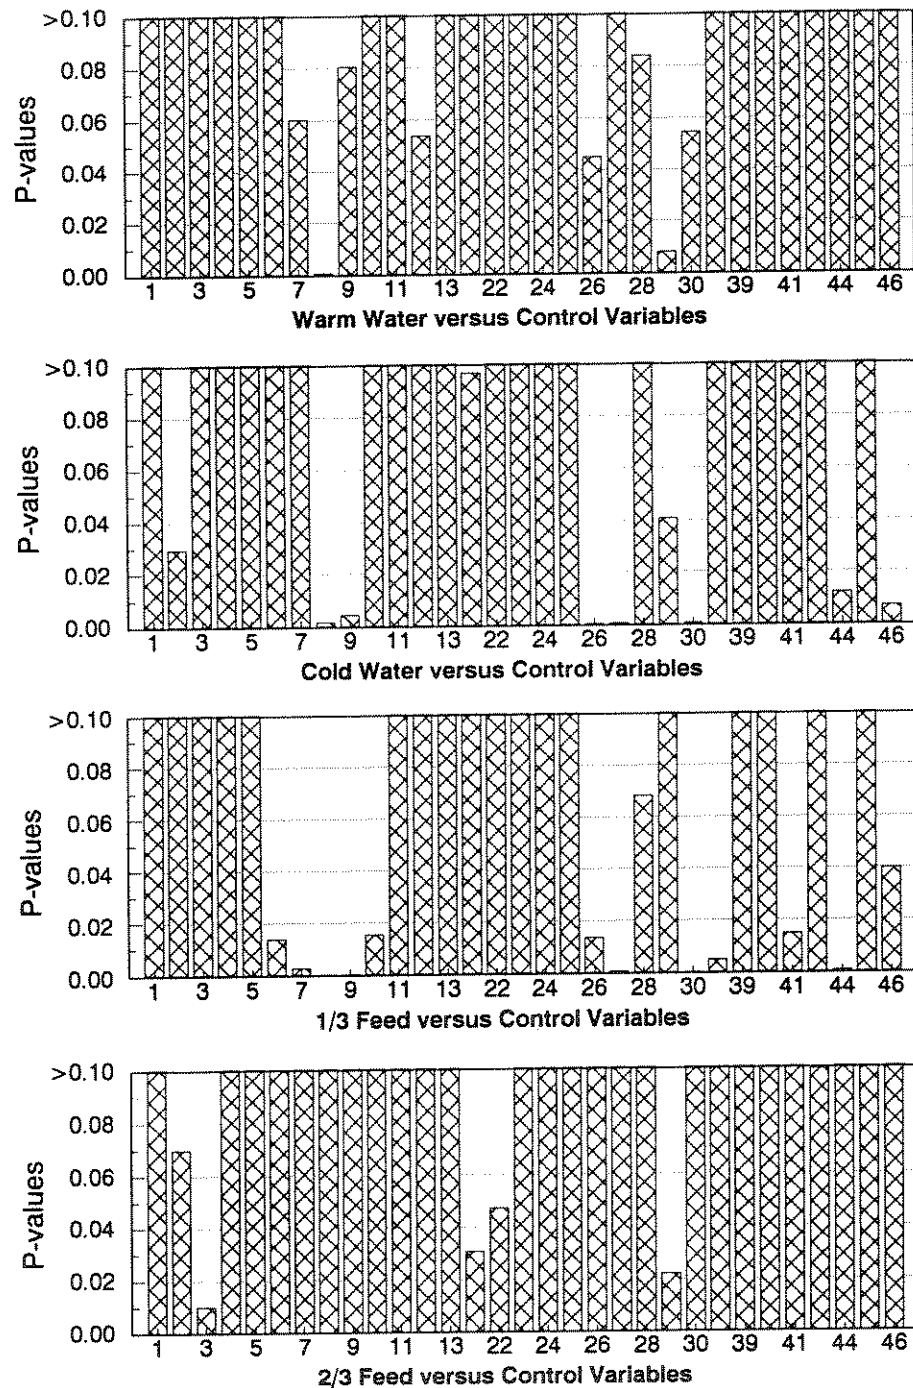 >0.10
0.08
0.06
0.04
0.02
0.00
P-values
1 3 5 7 9 11 13 22 24 26 28 30 39 41 44 46
Warm Water versus Control Variables
>0.10
0.08
0.06
0.04
0.02
0.00
P-values
1 3 5 7 9 11 13 22 24 26 28 30 39 41 44 46
Cold Water versus Control Variables
>0.10
0.08
0.06
0.04
0.02
0.00
P-values
1 3 5 7 9 11 13 22 24 26 28 30 39 41 44 46
1/3 Feed versus Control Variables
>0.10
0.08
0.06
0.04
0.02
0.00
P-values
1 3 5 7 9 11 13 22 24 26 28 30 39 41 44 46
2/3 Feed versus Control Variables